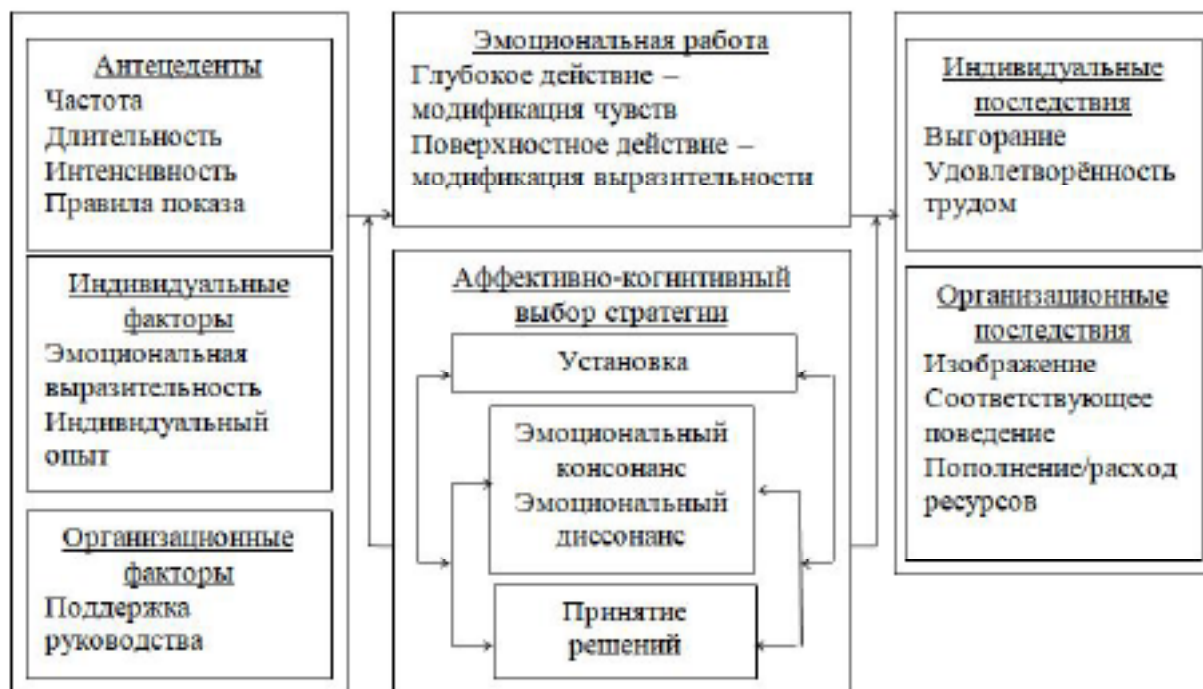 Антецеденты
Частота
Длительность
Интенсивность
Правила показа
Индивидуальные
факторы
Эмоциональная
выразительность
Индивидуальный
опыт
Организационные
факторы
Поддержка
руководства
Эмоциональная работа
Глубокое действие –
модификация чувств
Поверхностное действие –
модификация выразительности
Аффективно-когнитивный
выбор стратегии
Установка
Эмоциональный
консонанс
Эмоциональный
диссонанс
Принятие
решений
Индивидуальные
последствия
Выгорание
Удовлетворённость
трудом
Организационные
последствия
Изображение
Соответствующее
поведение
Пополнение/расход
ресурсов